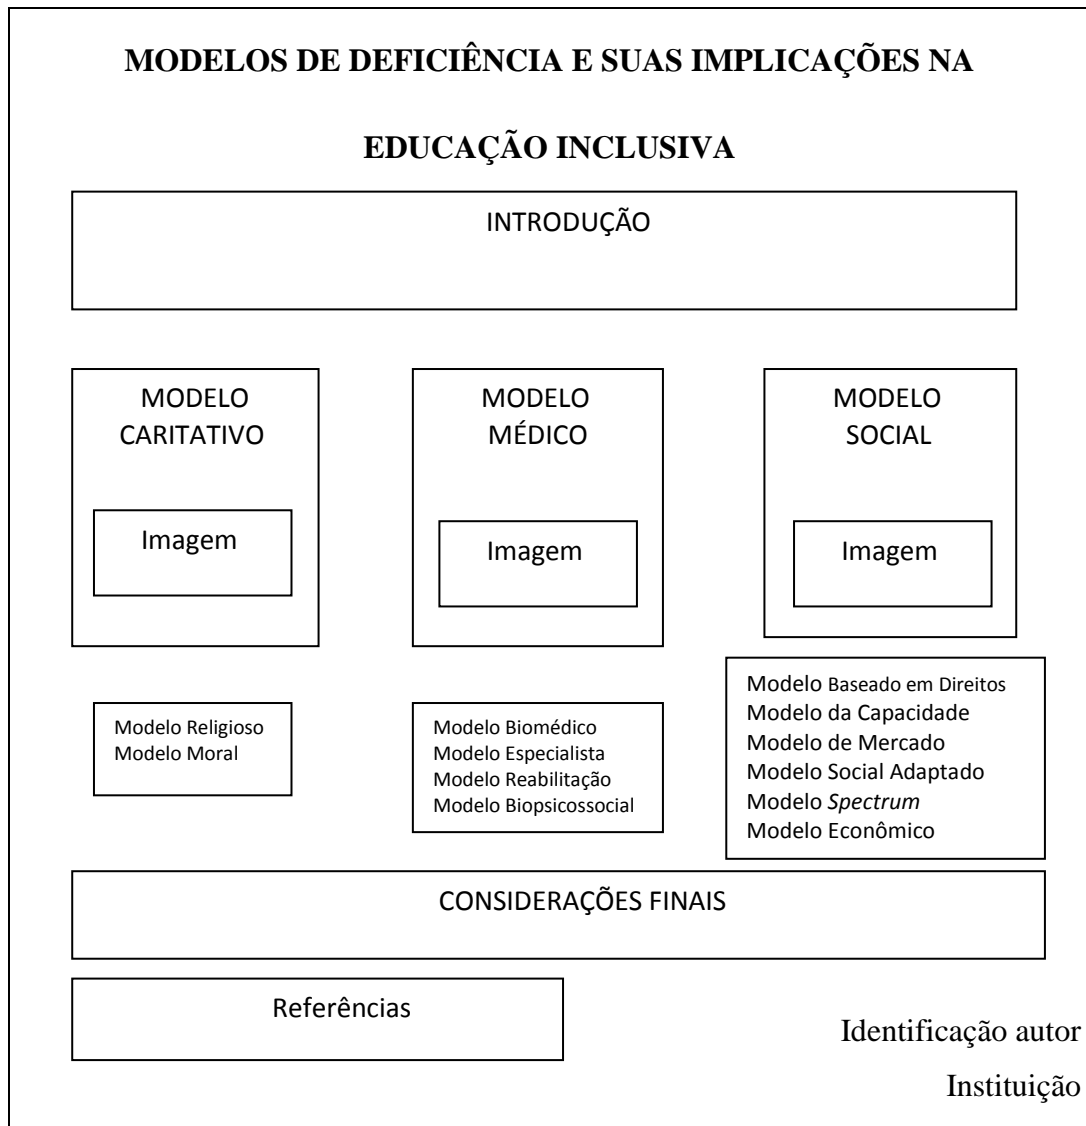 MODELOS DE DEFICIÊNCIA E SUAS IMPLICAÇÕES NA
EDUCAÇÃO INCLUSIVA
INTRODUÇÃO
MODELO
CARITATIVO
Imagem
MODELO
MÉDICO
Imagem
MODELO
SOCIAL
Imagem
Modelo Religioso
Modelo Moral
Modelo Biomédico
Modelo Especialista
Modelo Reabilitação
Modelo Biopsicossocial
Modelo Baseado em Direitos
Modelo da Capacidade
Modelo de Mercado
Modelo Social Adaptado
Modelo Spectrum
Modelo Econômico
CONSIDERAÇÕES FINAIS
Referências
Identificação autor
Instituição